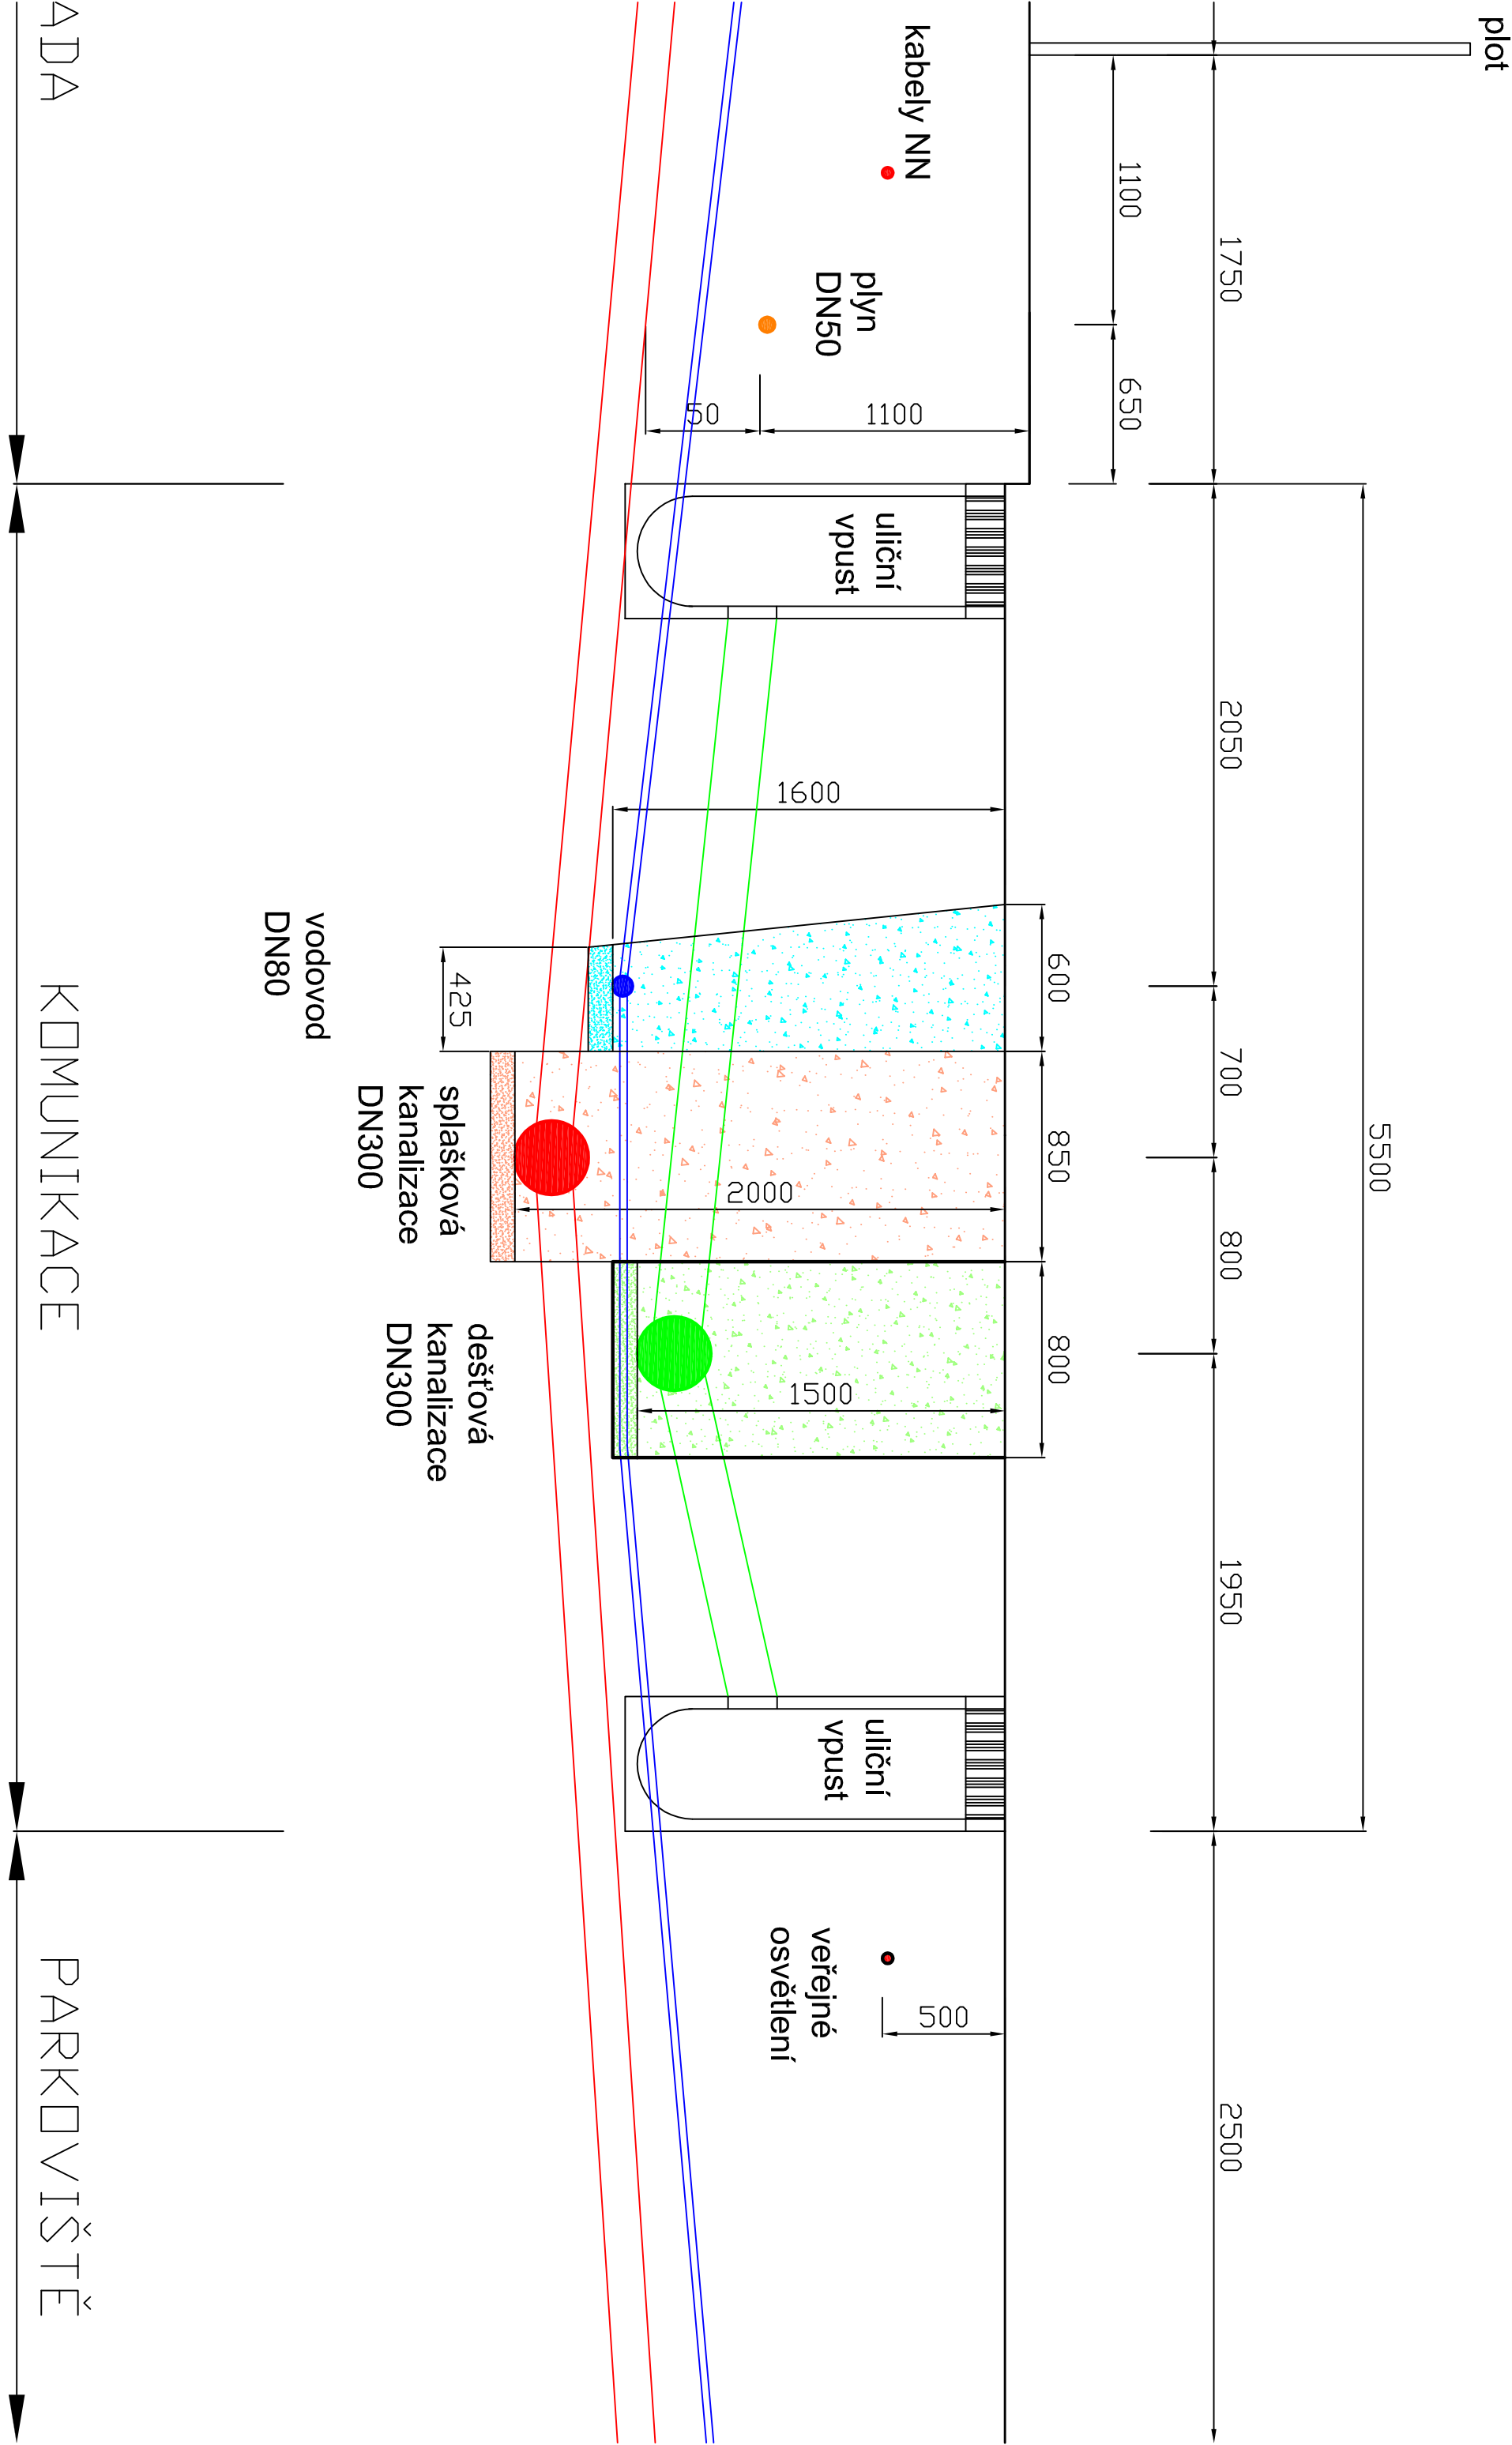 plot
5500
1750
2050
700
800
1950
2500
1100
650
600
850
800
kabely NN
plyn
DN50
1100
50
uliční
vpust
1600
2000
1500
uliční
vpust
500
veřejné
osvětlení
425
vodovod
DN80
splašková
kanalizace
DN300
dešťová
kanalizace
DN300
ADA
KOMUNIKACE
PARKOVIŠTĚ